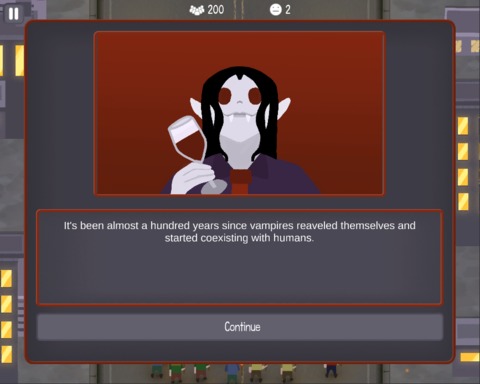 200 2
It's been almost a hundred years since vampires reaveled themselves and
started coexisting with humans.
Continue